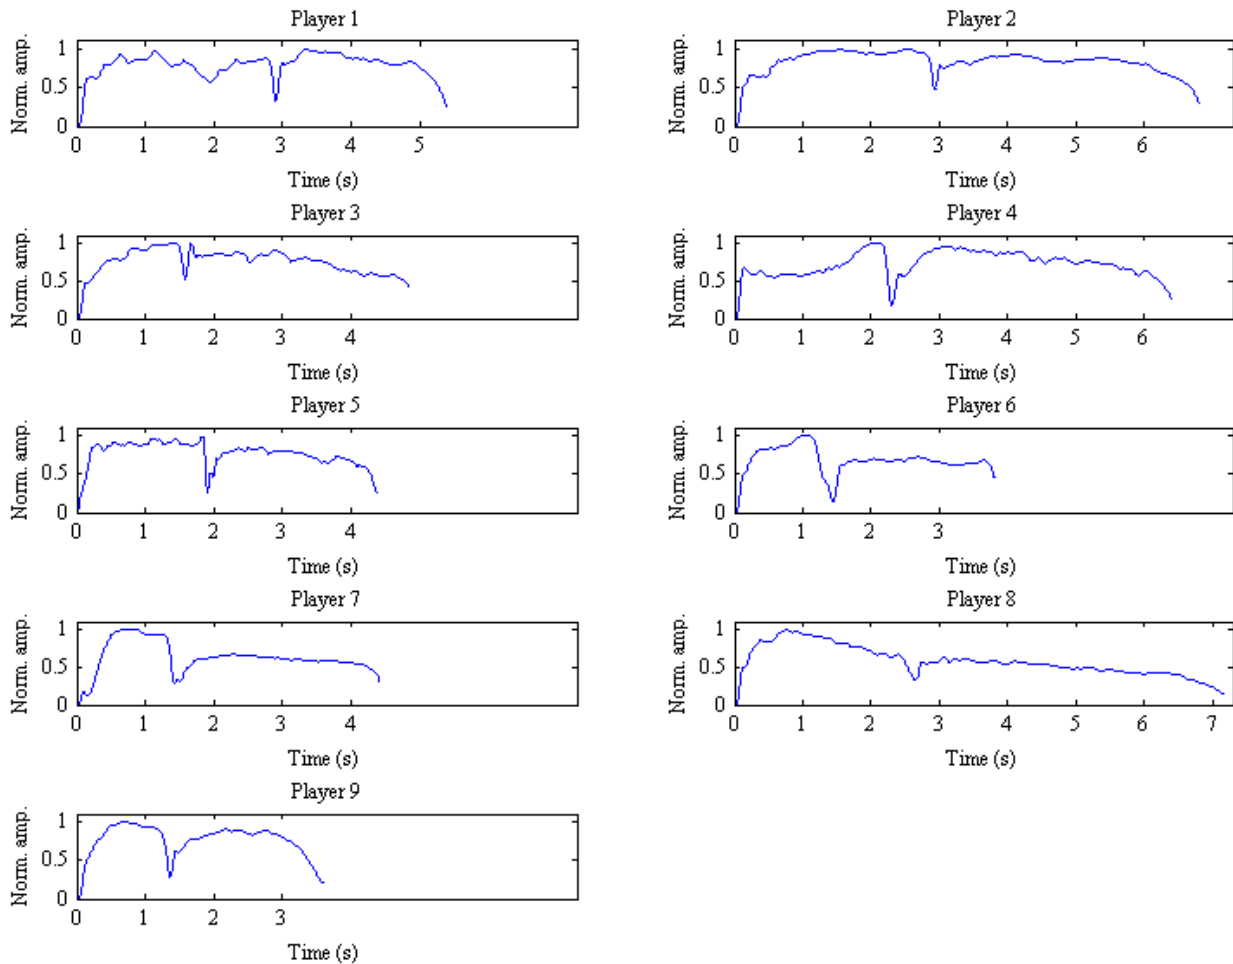 Player 1
Norm. amp.
1
0.5
0
0 1 2 3 4 5
Time (s)
Player 2
Norm. amp.
1
0.5
0
0 1 2 3 4 5 6
Time (s)
Player 3
Norm. amp.
1
0.5
0
0 1 2 3 4
Time (s)
Player 4
Norm. amp.
1
0.5
0
0 1 2 3 4 5 6
Time (s)
Player 5
Norm. amp.
1
0.5
0
0 1 2 3 4
Time (s)
Player 6
Norm. amp.
1
0.5
0
0 1 2 3
Time (s)
Player 7
Norm. amp.
1
0.5
0
0 1 2 3 4
Time (s)
Player 8
Norm. amp.
1
0.5
0
0 1 2 3 4 5 6 7
Time (s)
Player 9
Norm. amp.
1
0.5
0
0 1 2 3
Time (s)